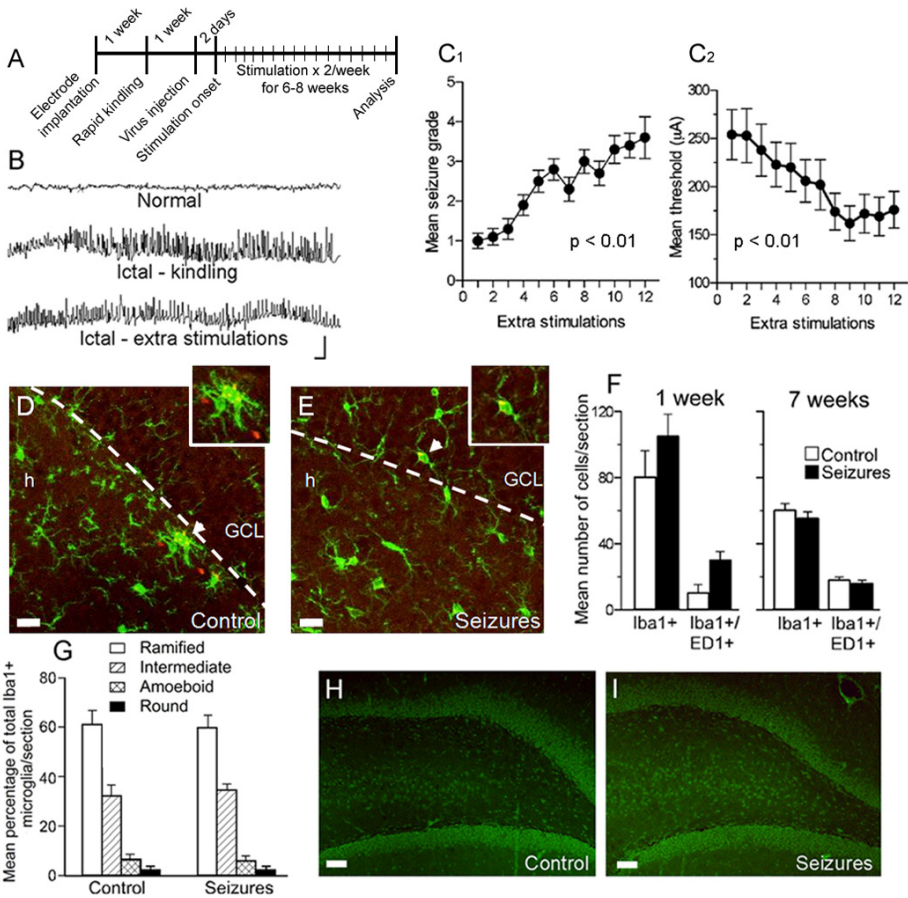 A
1 week
1 week
2 days
Electrode
implantation
Rapid kindling
Virus injection
Stimulation onset
Stimulation x 2/week
for 6-8 weeks
Analysis
B
Normal
Ictal - kindling
Ictal - extra stimulations
C1
Mean seizure grade
5
4
3
2
1
0
p < 0.01
0 2 4 6 8 10 12
Extra stimulations
C2
Mean threshold (µA)
300
250
200
150
100
p < 0.01
0 2 4 6 8 10 12
Extra stimulations
D
h
GCL
Control
E
h
GCL
Seizures
F
1 week
7 weeks
Mean number of cells/section
120
80
40
0
Control
Seizures
Iba1+
Iba1+/
ED1+
Iba1+
Iba1+/
ED1+
G
Ramified
Intermediate
Amoeboid
Round
Mean percentage of total Iba1+
microglia/section
80
60
40
20
0
Control
Seizures
H
Control
I
Seizures